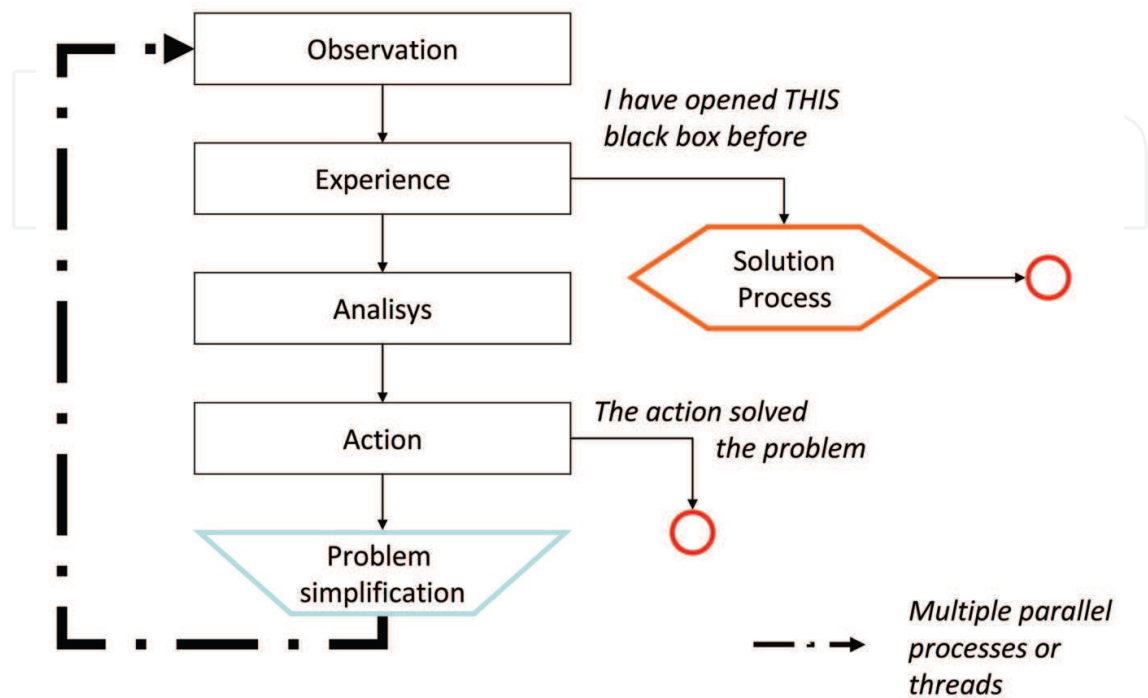 Observation
I have opened THIS
black box before
Experience
Solution
Process
Analisys
Action
The action solved
the problem
Problem
simplification
Multiple parallel
processes or
threads